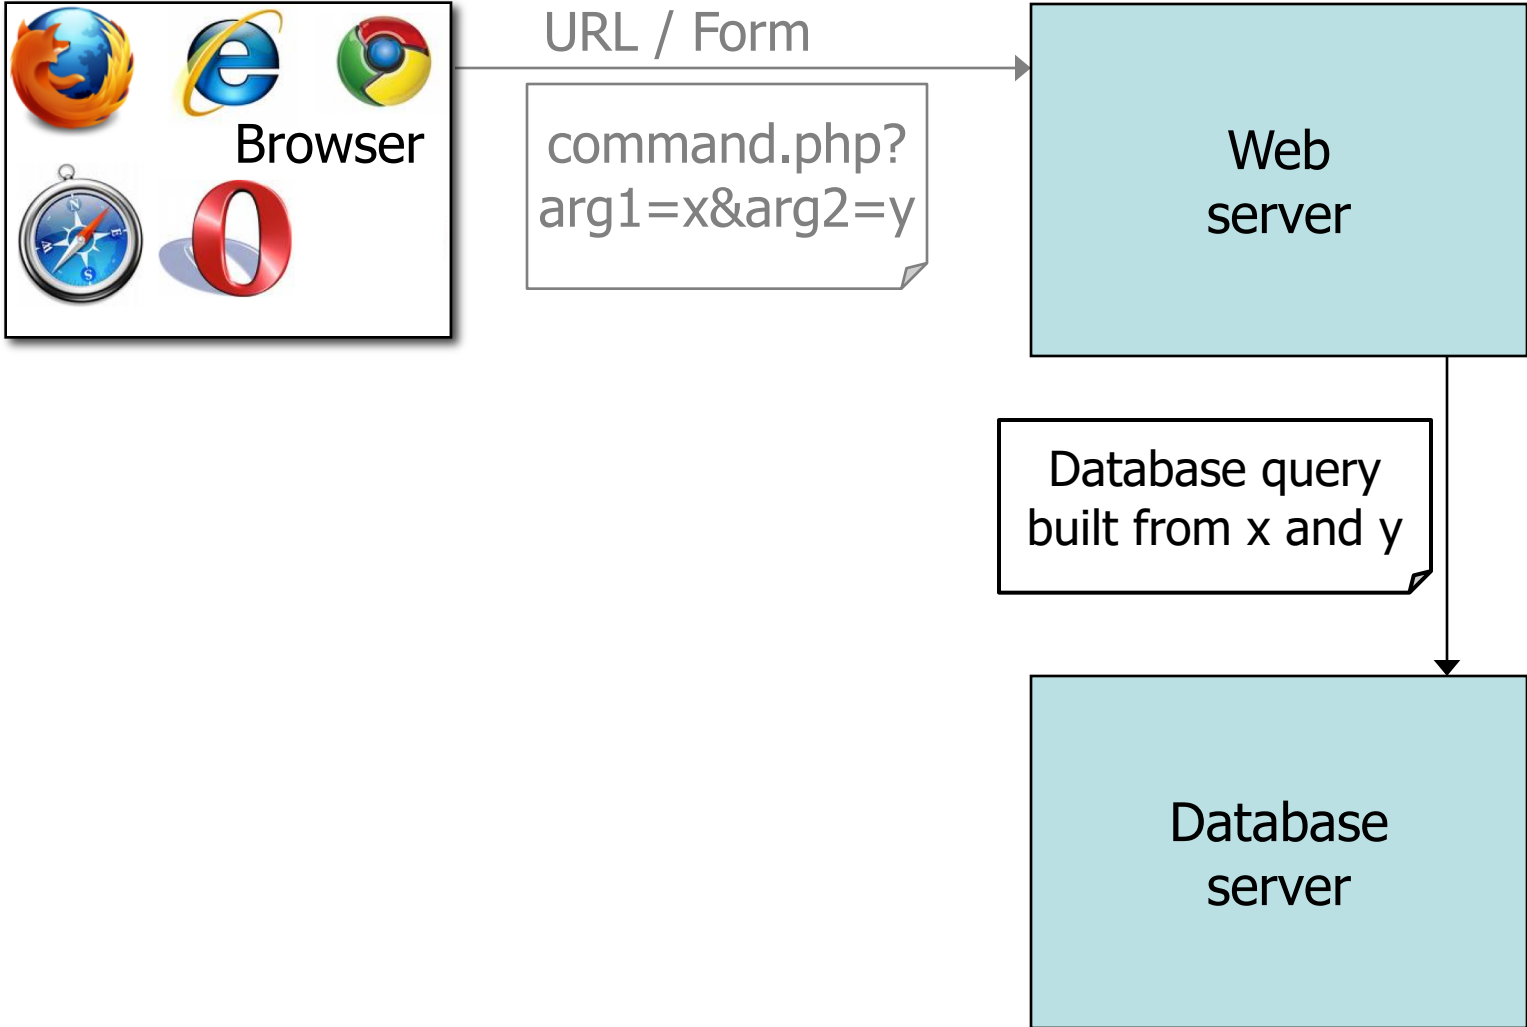 URL / Form
Browser
command.php?
arg1=x&arg2=y
Web
server
Database query
built from x and y
Database
server